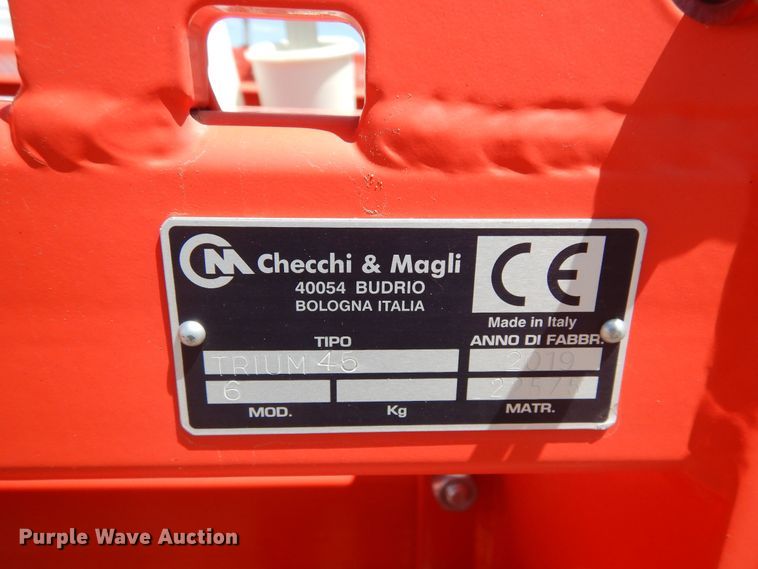 CM Checchi & Magli
40054 BUDRIO
BOLOGNA ITALIA
CE
Made in Italy
TIPO
ANNO DI FABBR.
TRIUM 45
2019
6
MOD.
Kg
MATR.
Purple Wave Auction